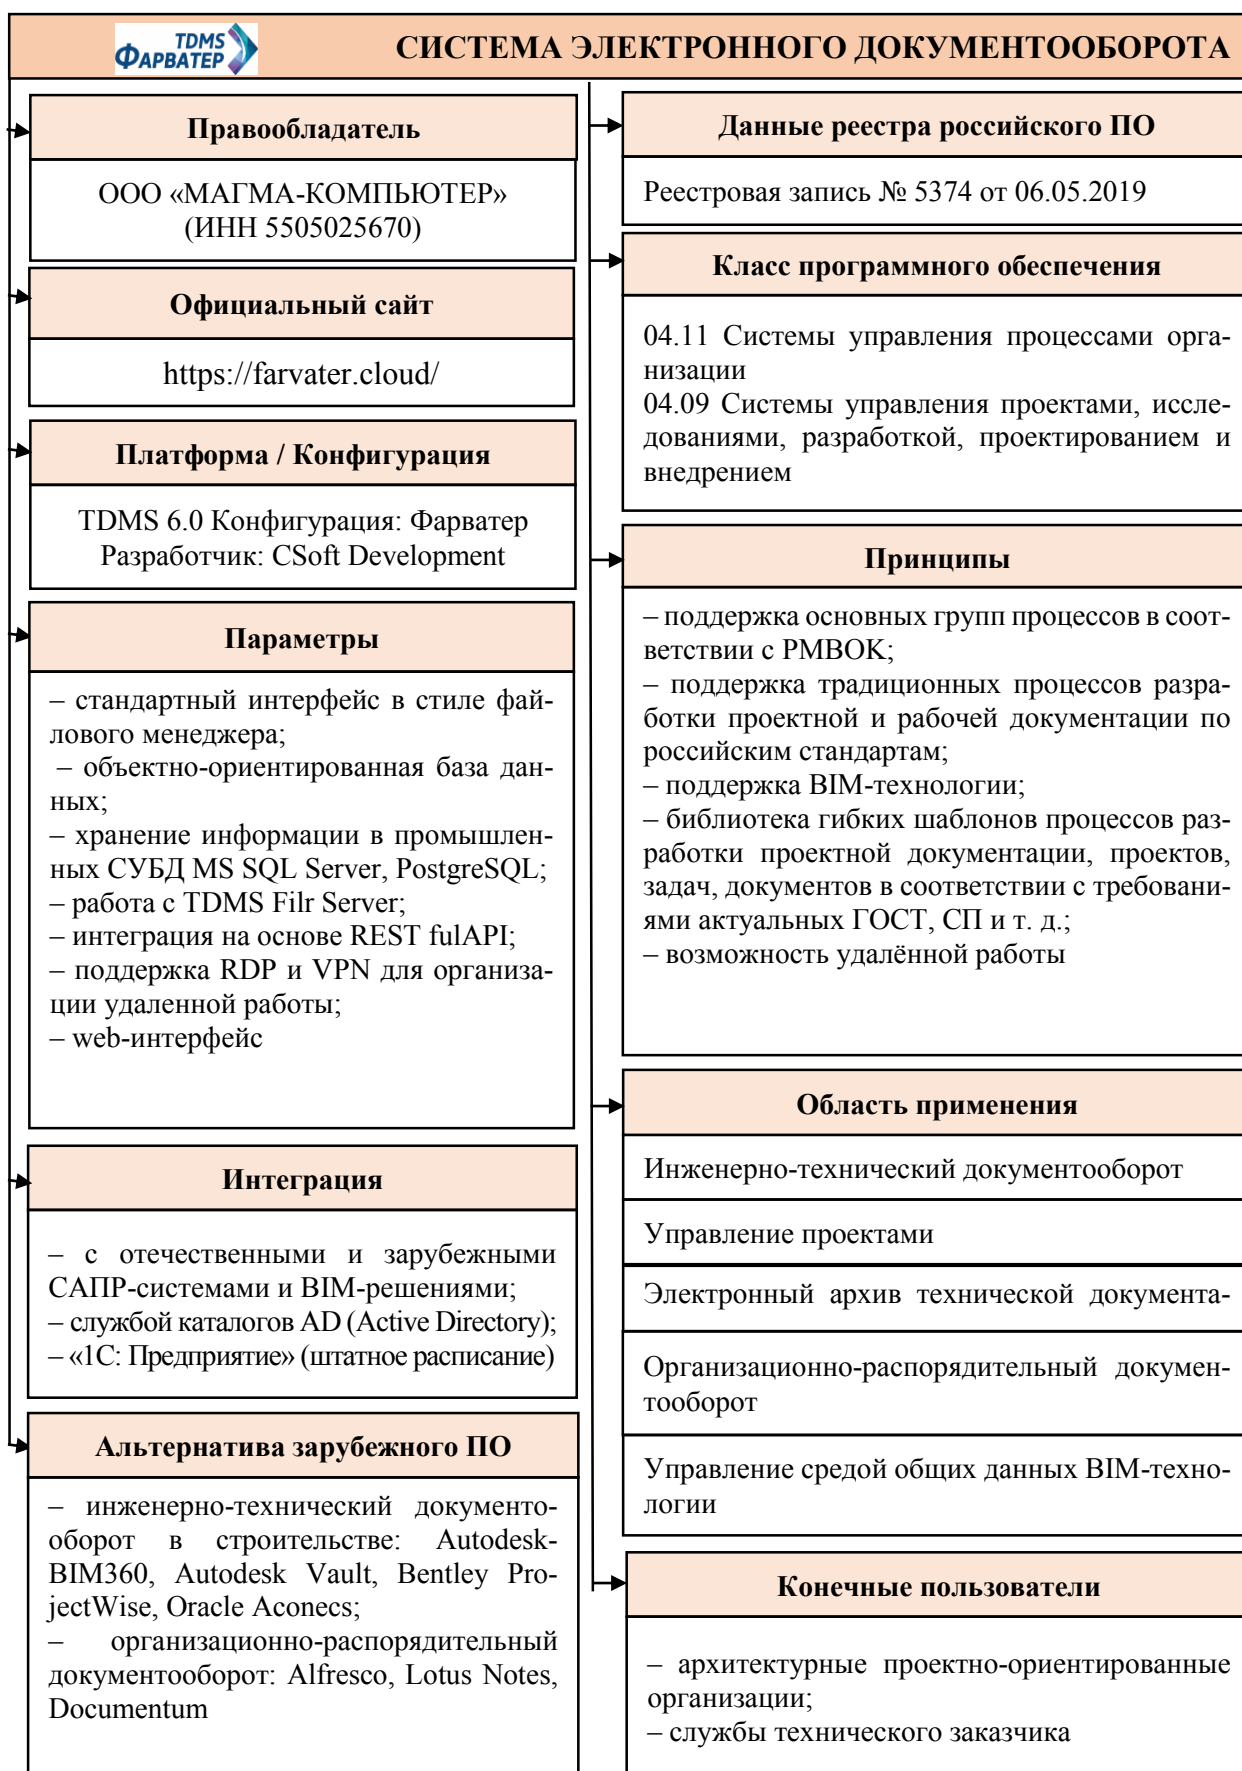 TDMS
ФАРВАТЕР
СИСТЕМА ЭЛЕКТРОННОГО ДОКУМЕНТООБОРОТА
Правообладатель
ООО «МАГМА-КОМПЬЮТЕР»
(ИНН 5505025670)
Официальный сайт
https://farvater.cloud/
Платформа / Конфигурация
TDMS 6.0 Конфигурация: Фарватер
Разработчик: CSoft Development
Параметры
– стандартный интерфейс в стиле фай-
лового менеджера;
– объектно-ориентированная база дан-
ных;
– хранение информации в промышлен-
ных СУБД MS SQL Server, PostgreSQL;
– работа с TDMS Filr Server;
– интеграция на основе REST fulAPI;
– поддержка RDP и VPN для организа-
ции удаленной работы;
– web-интерфейс
Интеграция
– с отечественными и зарубежными
САПР-системами и BIM-решениями;
– службой каталогов AD (Active Directory);
– «1С: Предприятие» (штатное расписание)
Альтернатива зарубежного ПО
– инженерно-технический документо-
оборот в строительстве: Autodesk-
BIM360, Autodesk Vault, Bentley Pro-
jectWise, Oracle Aconecs;
– организационно-распорядительный
документооборот: Alfresco, Lotus Notes,
Documentum
Данные реестра российского ПО
Реестровая запись № 5374 от 06.05.2019
Класс программного обеспечения
04.11 Системы управления процессами орга-
низации
04.09 Системы управления проектами, иссле-
дованиями, разработкой, проектированием и
внедрением
Принципы
– поддержка основных групп процессов в соот-
ветствии с PMBOK;
– поддержка традиционных процессов разра-
ботки проектной и рабочей документации по
российским стандартам;
– поддержка BIM-технологии;
– библиотека гибких шаблонов процессов раз-
работки проектной документации, проектов,
задач, документов в соответствии с требовани-
ями актуальных ГОСТ, СП и т. д.;
– возможность удалённой работы
Область применения
Инженерно-технический документооборот
Управление проектами
Электронный архив технической документа-
Организационно-распорядительный докумен-
тооборот
Управление средой общих данных BIM-техно-
логии
Конечные пользователи
– архитектурные проектно-ориентированные
организации;
– службы технического заказчика